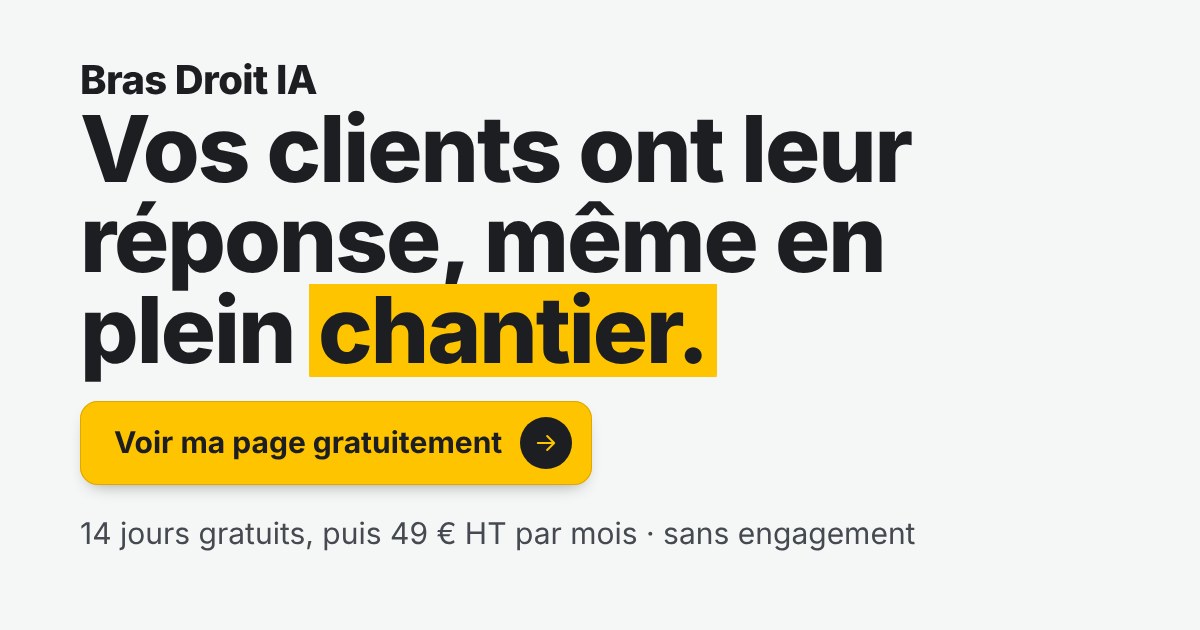 Bras Droit IA
Vos clients ont leur
réponse, même en
plein chantier.
Voir ma page gratuitement
14 jours gratuits, puis 49 € HT par mois · sans engagement